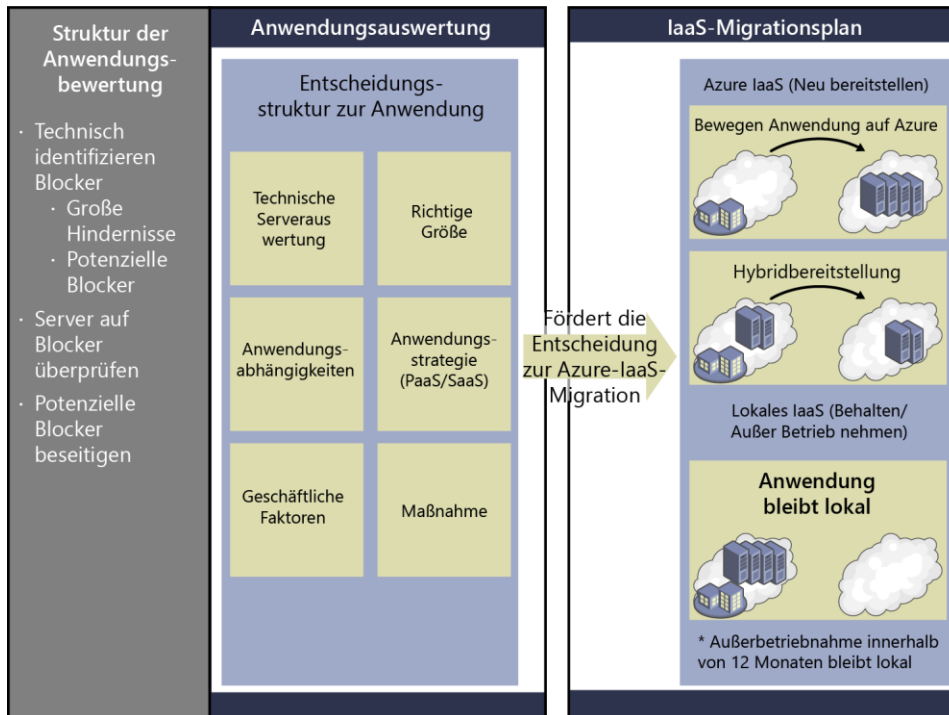 Struktur der
Anwendungs-
bewertung
· Technisch
identifizieren
Blocker
· Große
Hindernisse
· Potenzielle
Blocker
· Server auf
Blocker
überprüfen
· Potenzielle
Blocker
beseitigen
Anwendungsauswertung
Entscheidungs-
struktur zur Anwendung
Technische
Serveraus
wertung
Richtige
Größe
Anwendungs-
abhängigkeiten
Anwendungs-
strategie
(PaaS/SaaS)
Geschäftliche
Faktoren
Maßnahme
Fördert die
Entscheidung
zur Azure-IaaS-
Migration
IaaS-Migrationsplan
Azure IaaS (Neu bereitstellen)
Bewegen Anwendung auf Azure
Hybridbereitstellung
Lokales IaaS (Behalten/
Außer Betrieb nehmen)
Anwendung
bleibt lokal
* Außerbetriebnahme innerhalb
von 12 Monaten bleibt lokal